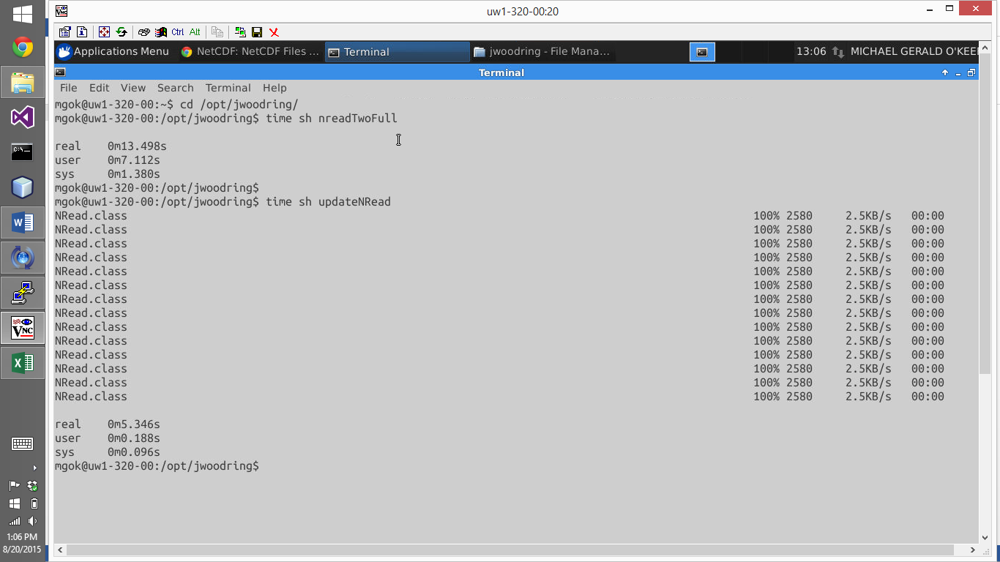 uw1-320-00:20
Ctrl Alt
Applications Menu NetCDF: NetCDF Files ... Terminal jwoodring - File Mana... 13:06 MICHAEL GERALD O'KEEF
Terminal
File Edit View Search Terminal Help
mgok@uw1-320-00:~$ cd /opt/jwoodring/
mgok@uw1-320-00:/opt/jwoodring$ time sh nreadTwoFull
real 0m13.498s
user 0m7.112s
sys 0m1.380s
mgok@uw1-320-00:/opt/jwoodring$
mgok@uw1-320-00:/opt/jwoodring$ time sh updateNRead
NRead.class 100% 2580 2.5KB/s 00:00
NRead.class 100% 2580 2.5KB/s 00:00
NRead.class 100% 2580 2.5KB/s 00:00
NRead.class 100% 2580 2.5KB/s 00:00
NRead.class 100% 2580 2.5KB/s 00:00
NRead.class 100% 2580 2.5KB/s 00:00
NRead.class 100% 2580 2.5KB/s 00:00
NRead.class 100% 2580 2.5KB/s 00:00
NRead.class 100% 2580 2.5KB/s 00:00
NRead.class 100% 2580 2.5KB/s 00:00
NRead.class 100% 2580 2.5KB/s 00:00
NRead.class 100% 2580 2.5KB/s 00:00
NRead.class 100% 2580 2.5KB/s 00:00
NRead.class 100% 2580 2.5KB/s 00:00
real 0m5.346s
user 0m0.188s
sys 0m0.096s
mgok@uw1-320-00:/opt/jwoodring$
C:\
W
VNC
X
1:06 PM
8/20/2015